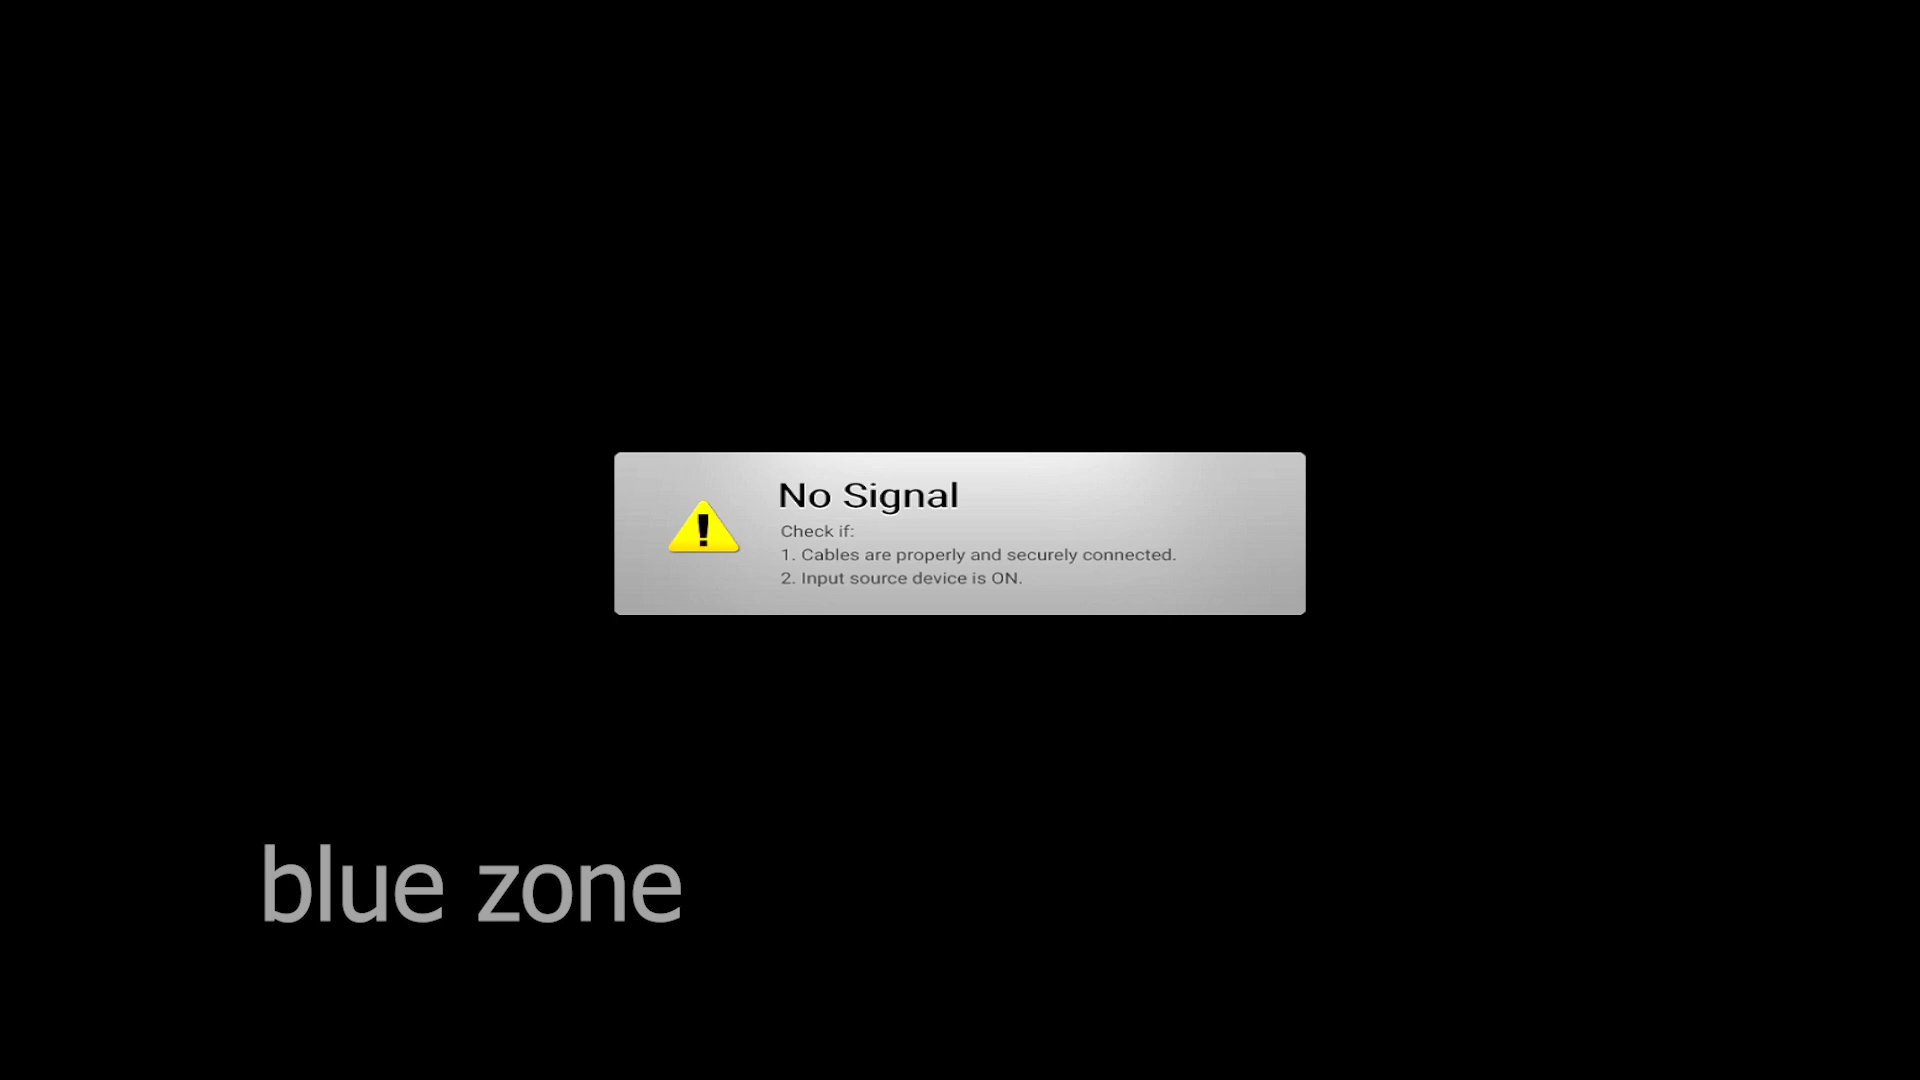 No Signal
Check if:
1. Cables are properly and securely connected.
2. Input source device is ON.
blue zone